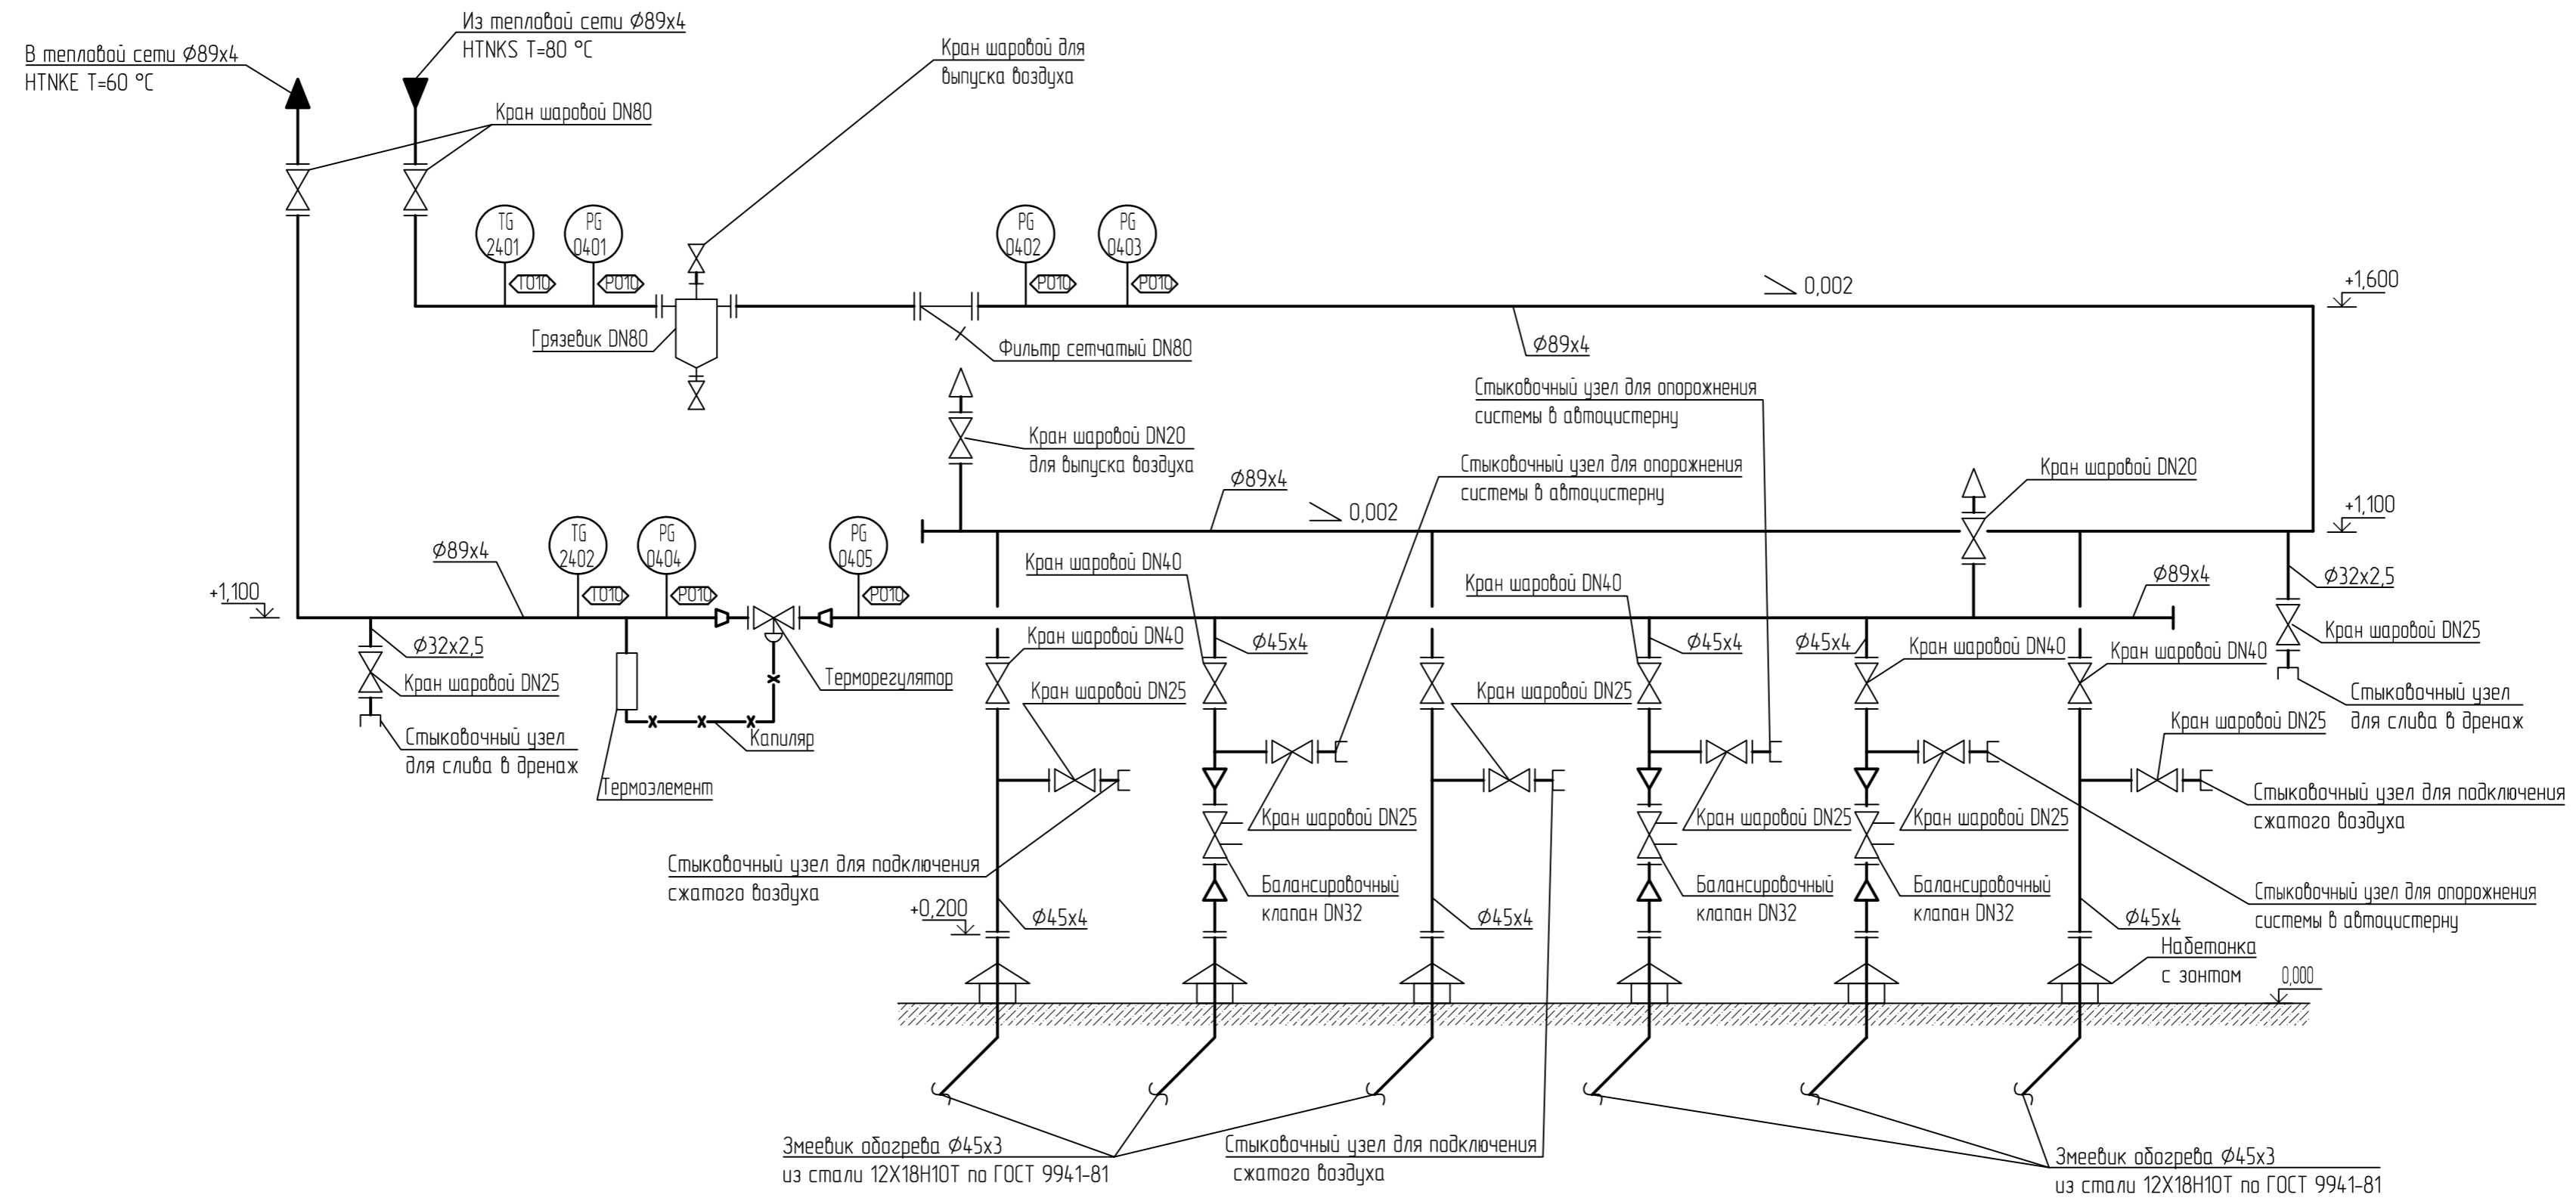 В тепловой сети Ø89х4
HTNKE T=60 °C
Из тепловой сети Ø89х4
HTNKS T=80 °C
Кран шаровой DN80
Кран шаровой для
выпуска воздуха
TG
2401
T010
PG
0401
P010
PG
0402
P010
PG
0403
P010
0,002
+1,600
Грязевик DN80
Фильтр сетчатый DN80
Ø89х4
Стыковочный узел для опорожнения
системы в автоцистерну
Кран шаровой DN20
для выпуска воздуха
Стыковочный узел для опорожнения
системы в автоцистерну
Кран шаровой DN20
Ø89х4
0,002
+1,100
TG
2402
T010
PG
0404
P010
PG
0405
P010
Ø89х4
+1,100
Кран шаровой DN40
Кран шаровой DN40
Ø89х4
Ø32х2,5
Ø32х2,5
Кран шаровой DN25
Стыковочный узел
для слива в дренаж
Термоэлемент
Капиляр
Терморегулятор
Кран шаровой DN40
Кран шаровой DN25
Ø45х4
Кран шаровой DN25
Ø45х4
Ø45х4
Кран шаровой DN40
Кран шаровой DN40
Кран шаровой DN25
Стыковочный узел
для слива в дренаж
Кран шаровой DN25
Стыковочный узел для подключения
сжатого воздуха
Кран шаровой DN25
Кран шаровой DN25
Кран шаровой DN25
Стыковочный узел для подключения
сжатого воздуха
Балансировочный
клапан DN32
Балансировочный
клапан DN32
Балансировочный
клапан DN32
Стыковочный узел для опорожнения
системы в автоцистерну
+0,200
Ø45х4
Ø45х4
Ø45х4
Набетонка
с зонтом
0,000
Змеевик обогрева Ø45х3
из стали 12Х18Н10Т по ГОСТ 9941-81
Стыковочный узел для подключения
сжатого воздуха
Змеевик обогрева Ø45х3
из стали 12Х18Н10Т по ГОСТ 9941-81